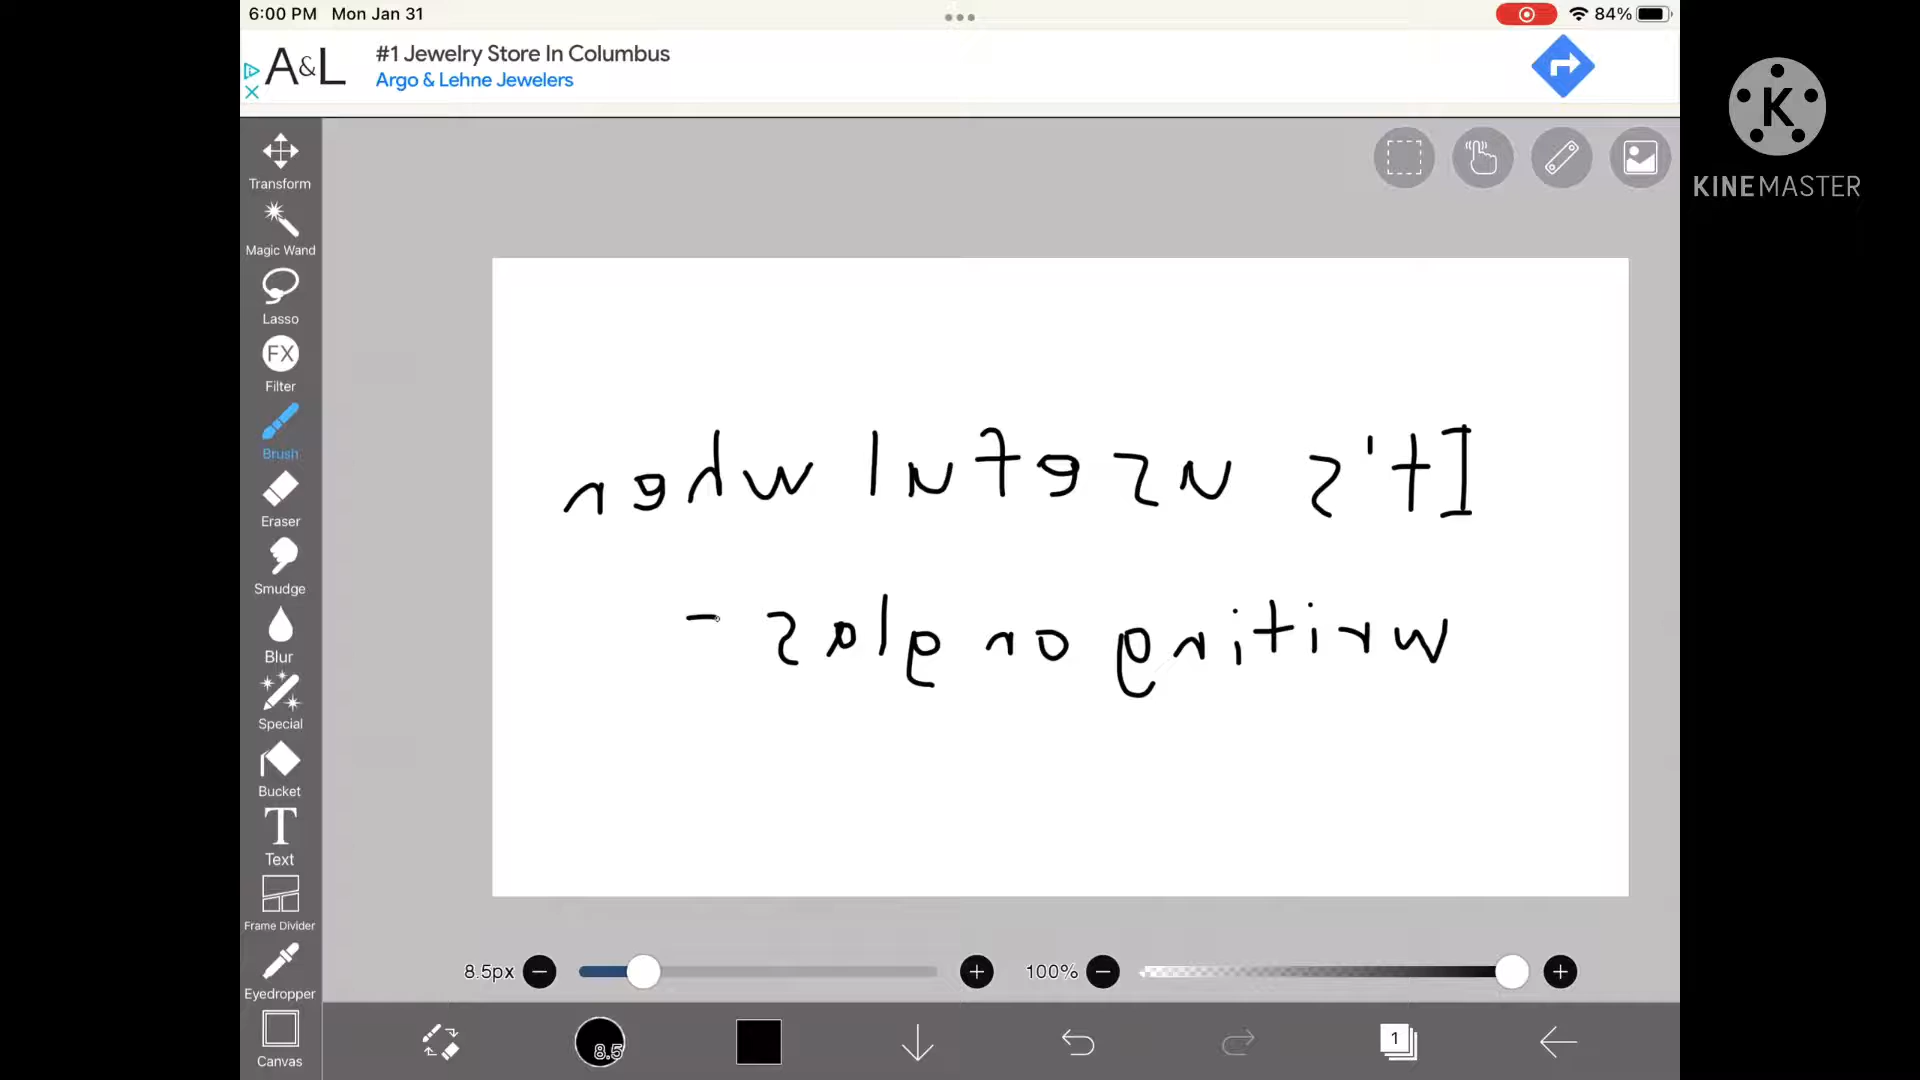 6:00 PM Mon Jan 31
84%
A&L
#1 Jewelry Store In Columbus
Argo & Lehne Jewelers
K
KINEMASTER
Transform
Magic Wand
Lasso
FX
Filter
Brush
Eraser
Smudge
Blur
Special
Bucket
T
Text
Frame Divider
Eyedropper
Canvas
It's useful when
writing on
-
8.5px
100%
8.5
1